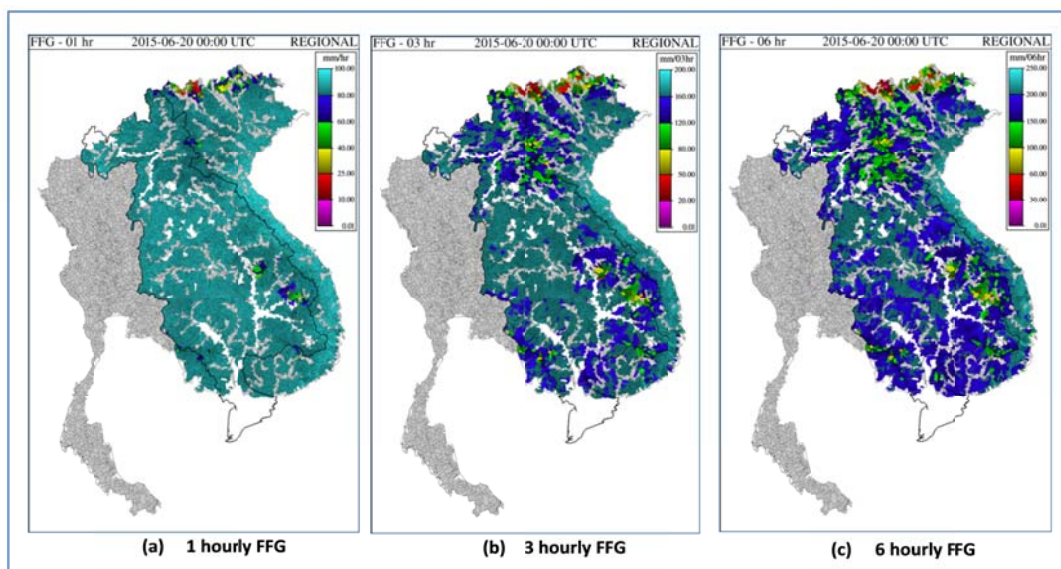 FFG - 01 hr 2015-06-20 00:00 UTC REGIONAL
mm/hr
100.00
80.00
60.00
40.00
25.00
15.00
0.01
(a) 1 hourly FFG
FFG - 03 hr 2015-06-20 00:00 UTC REGIONAL
mm/03hr
200.00
160.00
120.00
80.00
50.00
30.00
0.01
(b) 3 hourly FFG
FFG - 06 hr 2015-06-20 00:00 UTC REGIONAL
mm/06hr
250.00
200.00
150.00
100.00
60.00
30.00
0.01
(c) 6 hourly FFG